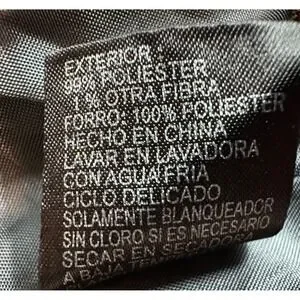 EXTERIOR:
99% POLIESTER
1% OTRA FIBRA
FORRO: 100% POLIESTER
HECHO EN CHINA
LAVAR EN LAVADORA
CON AGUA FRIA
CICLO DELICADO
SOLAMENTE BLANQUEADOR
SIN CLORO SI ES NECESARIO
SECAR EN SECADORA
A BAJA